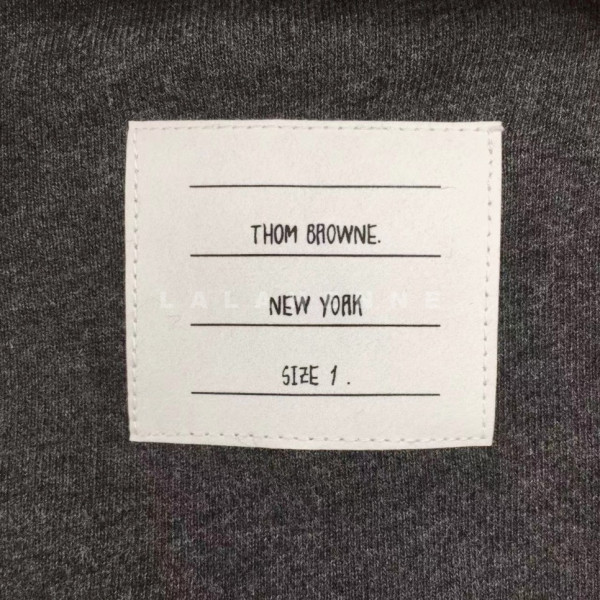 THOM BROWNE.
NEW YORK
SIZE 1 .